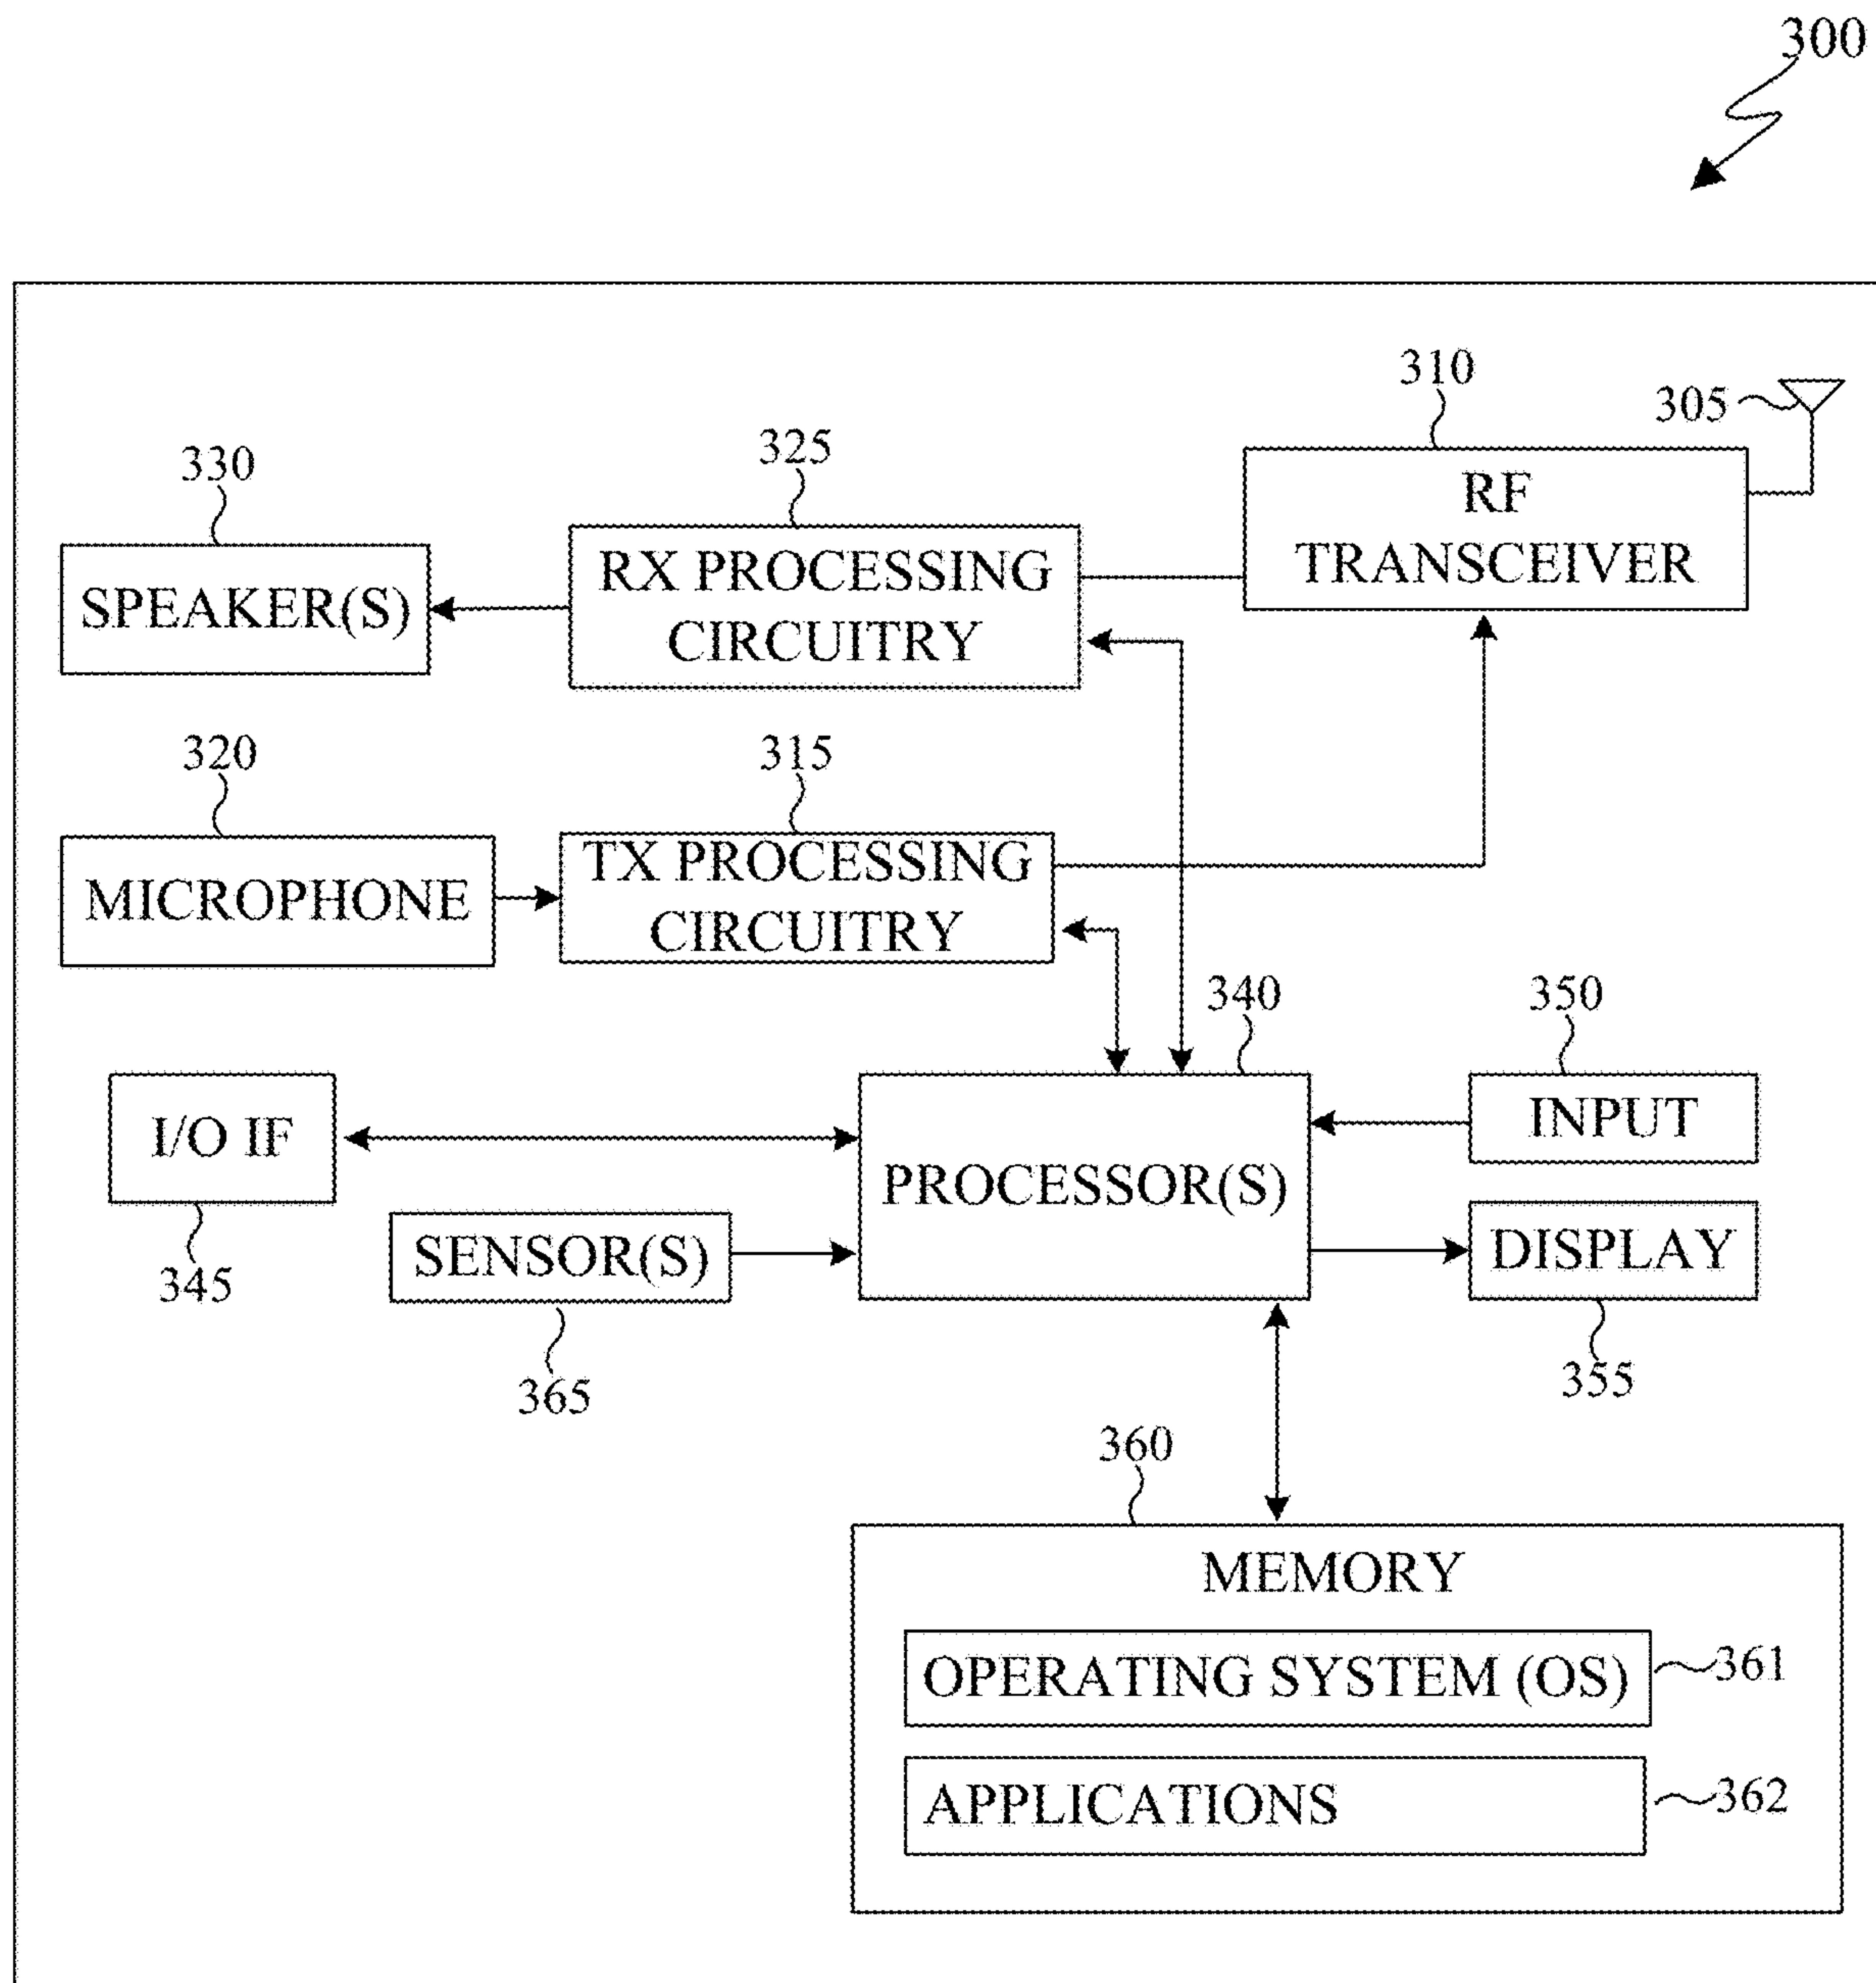 300
310
305
325
330
RF
TRANSCEIVER
RX PROCESSING
CIRCUITRY
SPEAKER(S)
320
315
MICROPHONE
TX PROCESSING
CIRCUITRY
340
350
I/O IF
INPUT
PROCESSOR(S)
SENSOR(S)
DISPLAY
345
365
355
360
MEMORY
OPERATING SYSTEM (OS)
361
APPLICATIONS
362